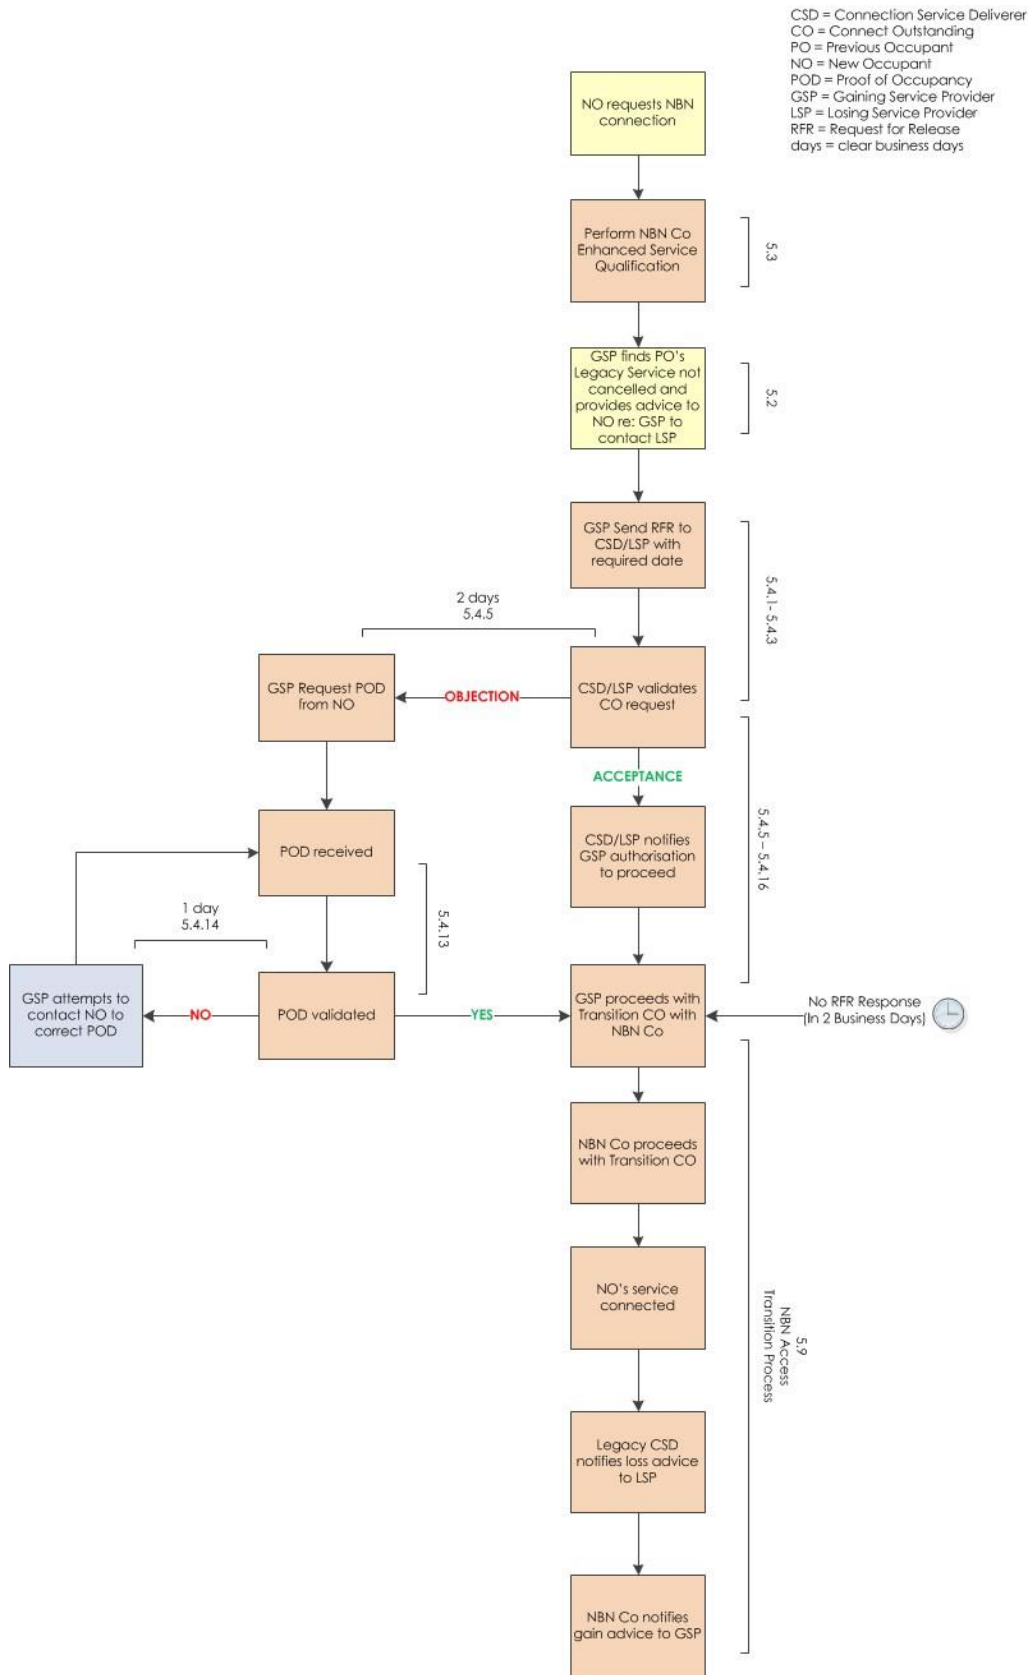 CSD = Connection Service Deliverer
CO = Connect Outstanding
PO = Previous Occupant
NO = New Occupant
POD = Proof of Occupancy
GSP = Gaining Service Provider
LSP = Losing Service Provider
RFR = Request for Release
days = clear business days
NO requests NBN
connection
Perform NBN Co
Enhanced Service
Qualification
5.3
GSP finds PO's
Legacy Service not
cancelled and
provides advice to
NO re: GSP to
contact LSP
5.2
GSP Send RFR to
CSD/LSP with
required date
5.4.1- 5.4.3
2 days
5.4.5
GSP Request POD
from NO
OBJECTION
CSD/LSP validates
CO request
ACCEPTANCE
POD received
CSD/LSP notifies
GSP authorisation
to proceed
5.4.5 – 5.4.16
5.4.13
1 day
5.4.14
GSP attempts to
contact NO to
correct POD
NO
POD validated
YES
GSP proceeds with
Transition CO with
NBN Co
No RFR Response
(In 2 Business Days)
NBN Co proceeds
with Transition CO
NO's service
connected
5.9
NBN Access
Transition Process
Legacy CSD
notifies loss advice
to LSP
NBN Co notifies
gain advice to GSP